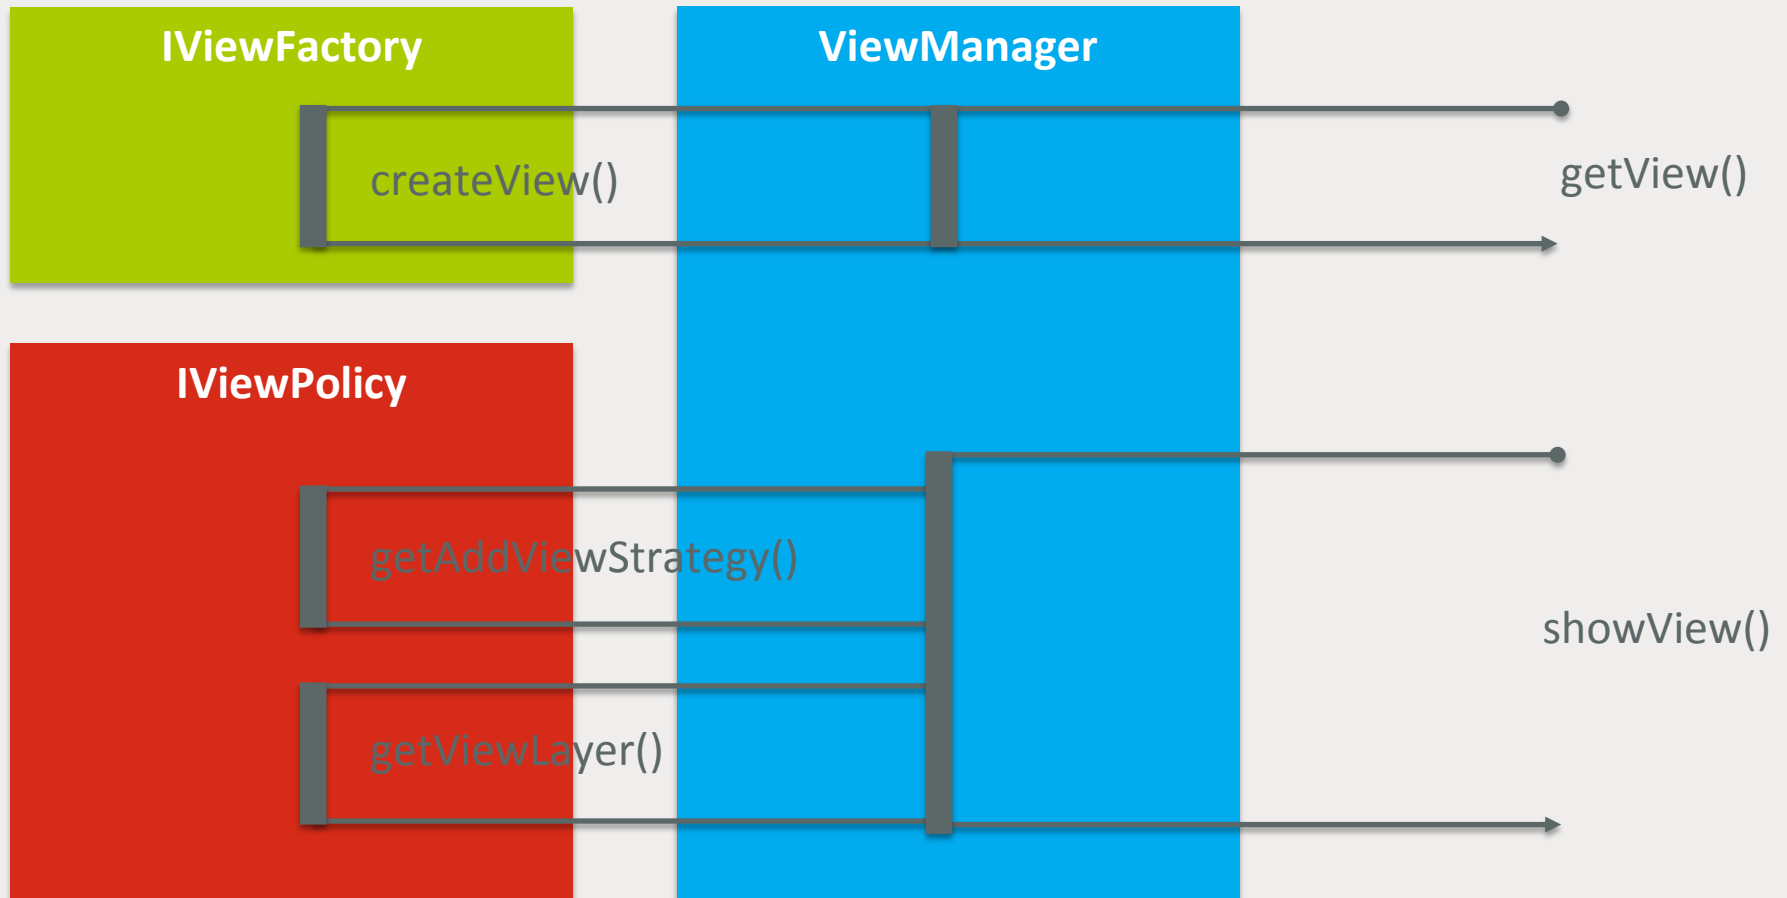 IViewFactory
ViewManager
createView()
getView()
IViewPolicy
getAddViewStrategy()
showView()
getViewLayer()